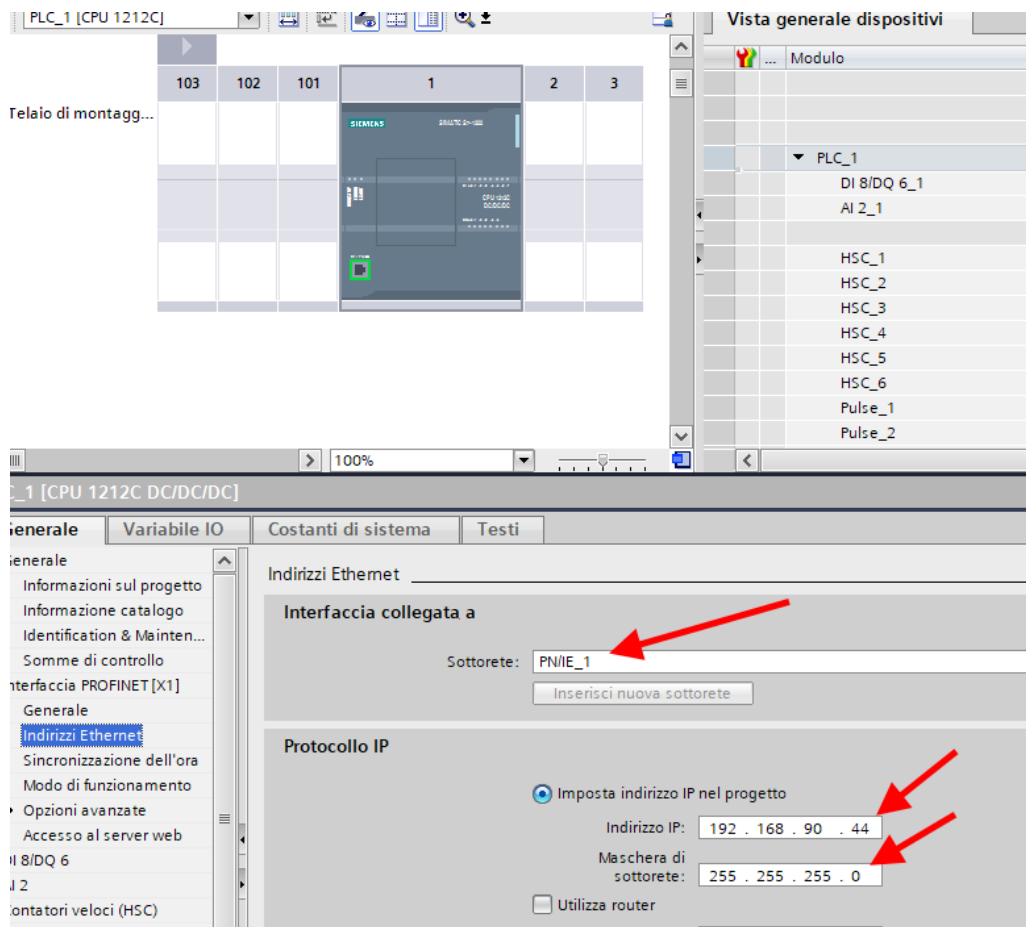 PLC_1 [CPU 1212C]
Vista generale dispositivi
... Modulo
103 102 101 1 2 3
Telaio di montagg...
SIEMENS
CPU 1212C
DC/DC/DC
PLC_1
DI 8/DQ 6_1
AI 2_1
HSC_1
HSC_2
HSC_3
HSC_4
HSC_5
HSC_6
Pulse_1
Pulse_2
100%
C_1 [CPU 1212C DC/DC/DC]
Generale Variabile IO Costanti di sistema Testi
Generale
Informazioni sul progetto
Informazione catalogo
Identification & Mainten...
Somme di controllo
nterfaccia PROFINET [X1]
Generale
Indirizzi Ethernet
Sincronizzazione dell'ora
Modo di funzionamento
Opzioni avanzate
Accesso al server web
DI 8/DQ 6
AI 2
Contatori veloci (HSC)
Indirizzi Ethernet
Interfaccia collegata a
Sottorete: PN/IE_1
Inserisci nuova sottorete
Protocollo IP
Imposta indirizzo IP nel progetto
Indirizzo IP: 192 . 168 . 90 . 44
Maschera di
sottorete: 255 . 255 . 255 . 0
Utilizza router